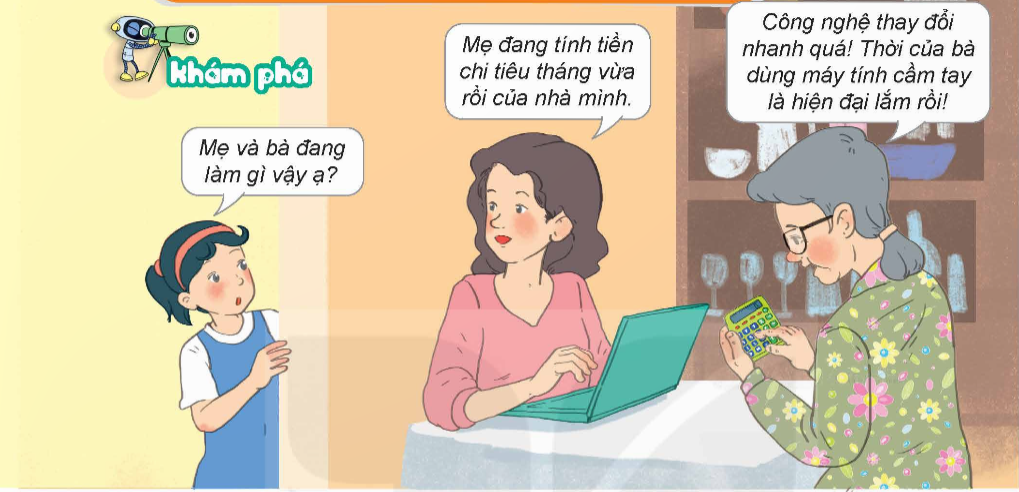 khám phá
Mẹ và bà đang
làm gì vậy ạ?
Mẹ đang tính tiền
chi tiêu tháng vừa
rồi của nhà mình.
Công nghệ thay đổi
nhanh quá! Thời của bà
dùng máy tính cầm tay
là hiện đại lắm rồi!